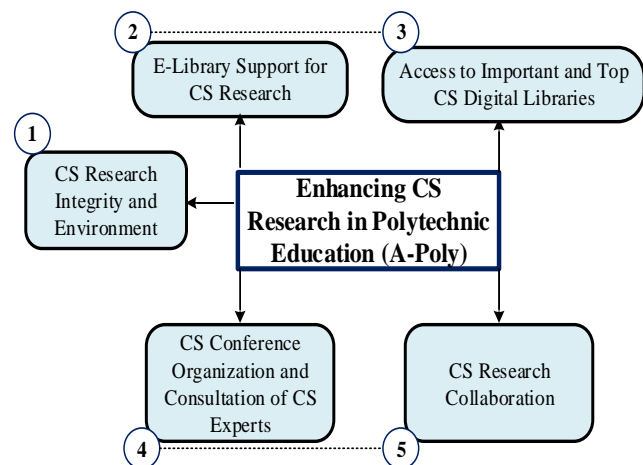 2
E-Library Support for
CS Research
3
Access to Important and Top
CS Digital Libraries
1
CS Research
Integrity and
Environment
Enhancing CS
Research in Polytechnic
Education (A-Poly)
CS Conference
Organization and
Consultation of CS
Experts
4
CS Research
Collaboration
5